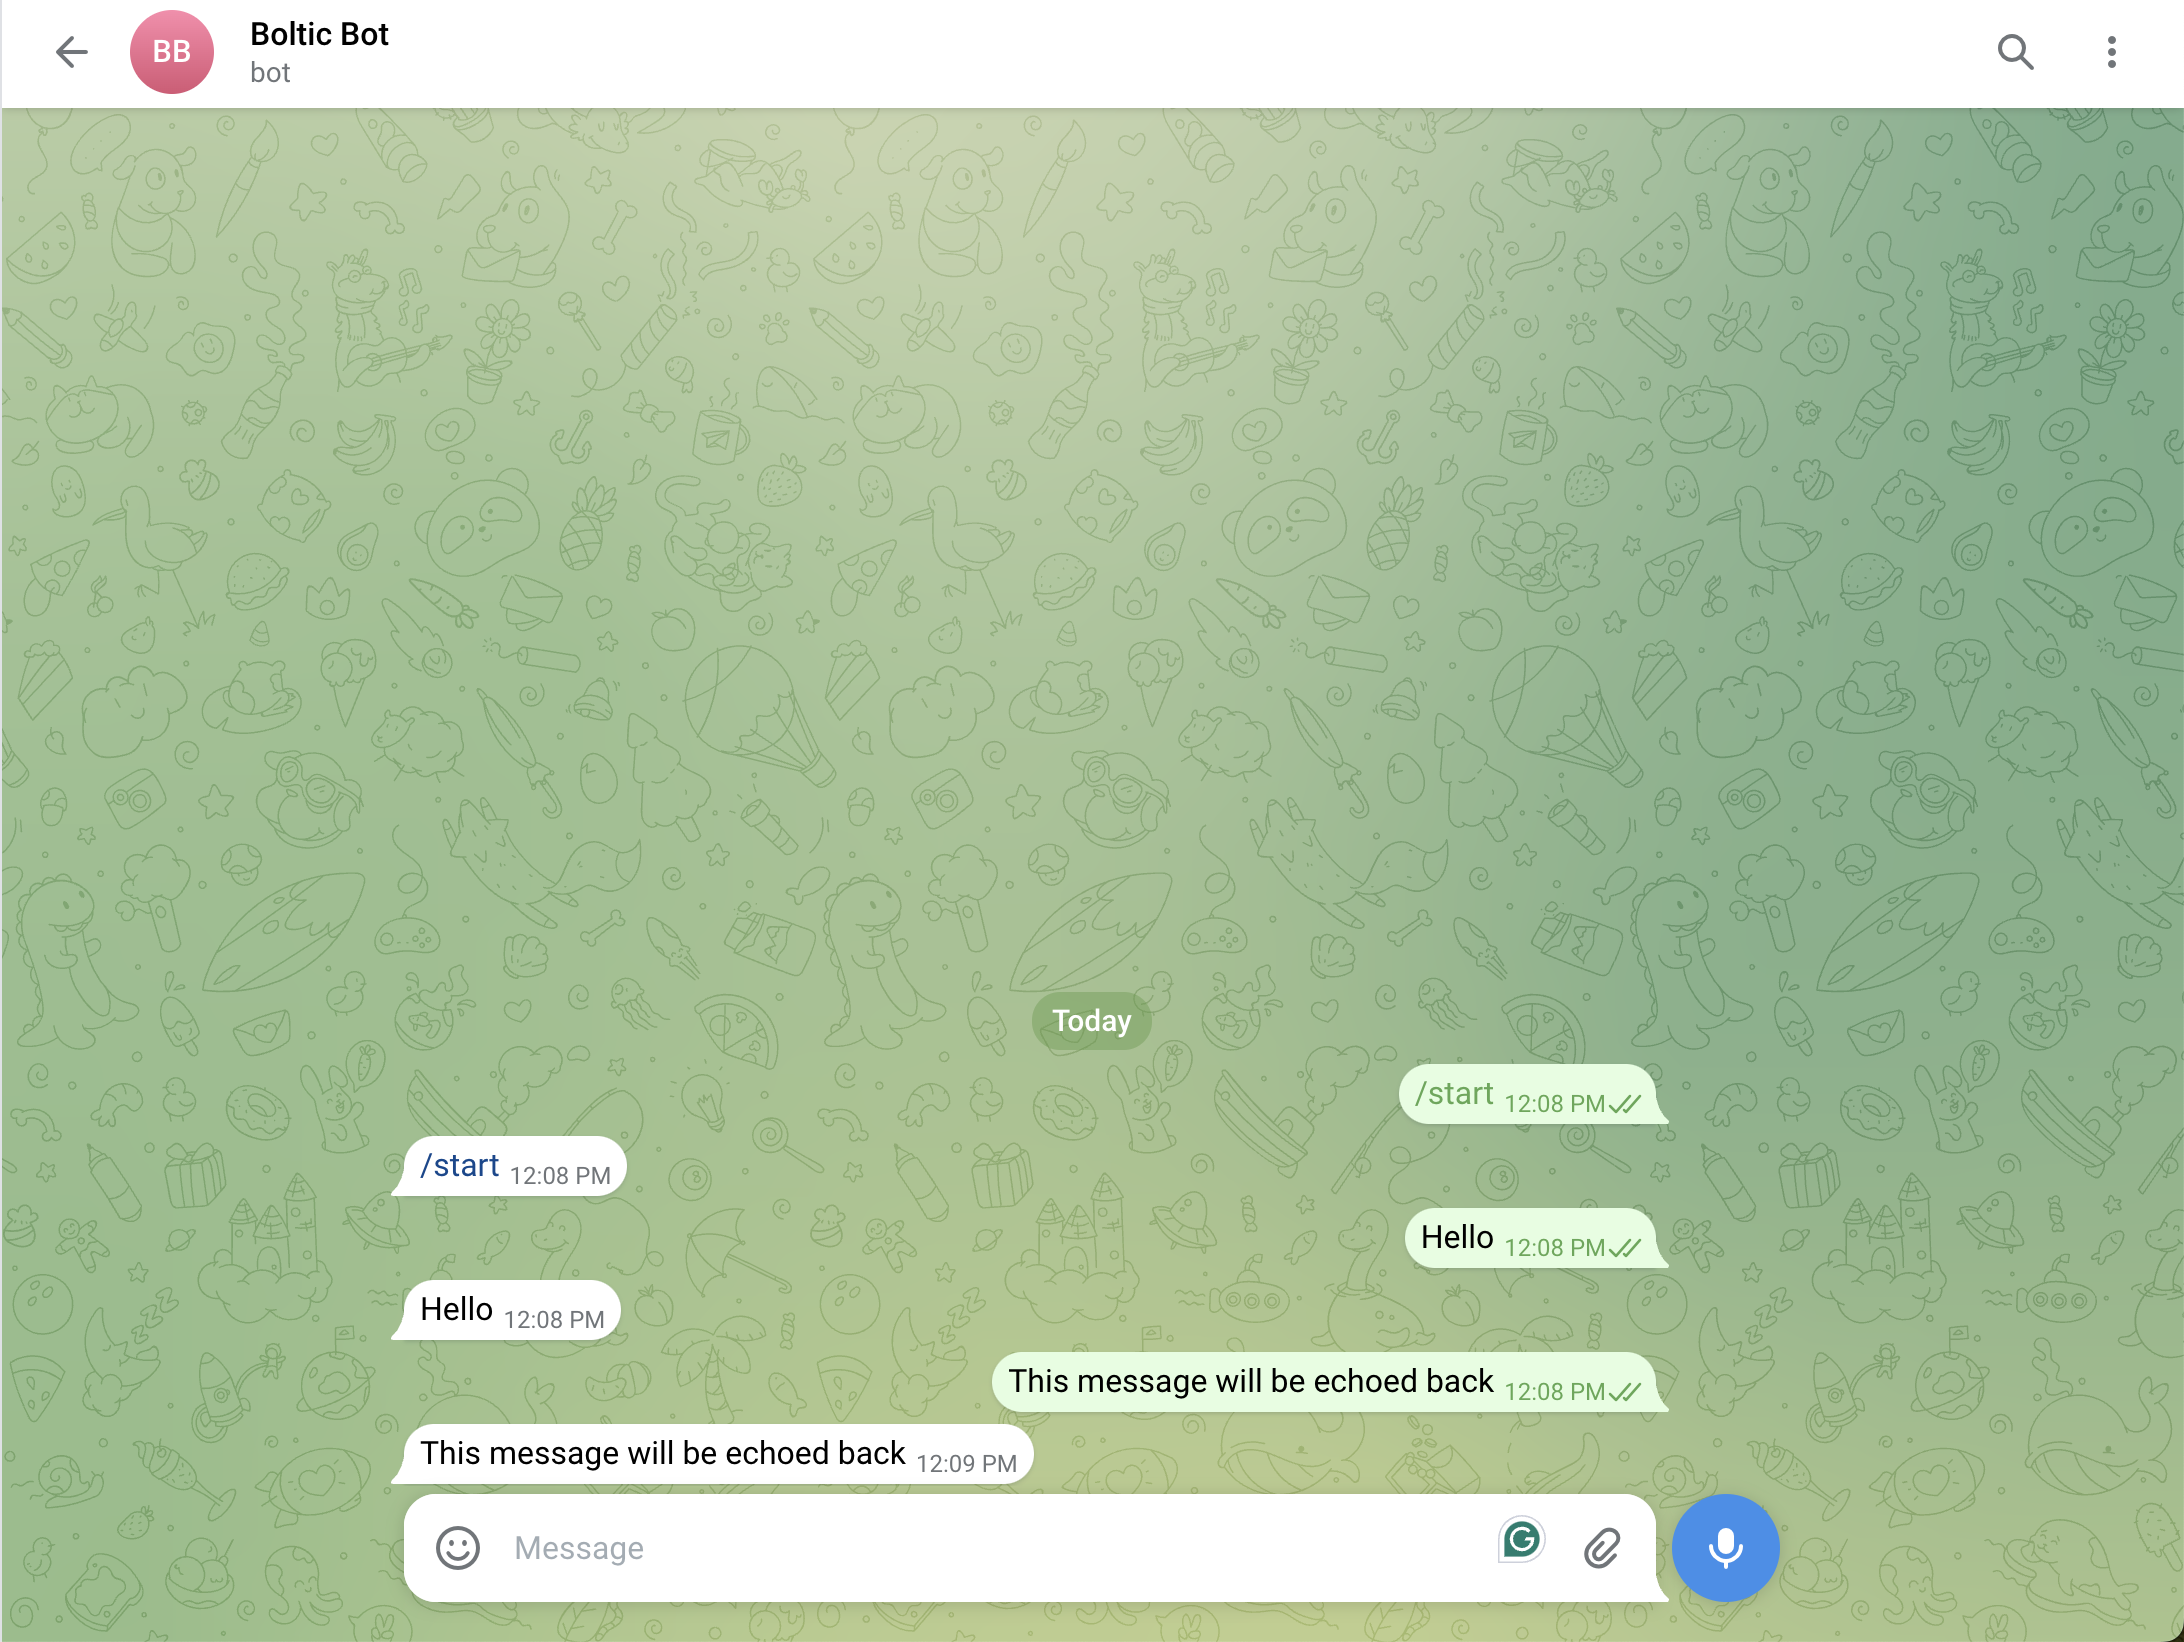 BB
Boltic Bot
bot
Today
/start 12:08 PM
/start 12:08 PM
Hello 12:08 PM
Hello 12:08 PM
This message will be echoed back 12:08 PM
This message will be echoed back 12:09 PM
Message